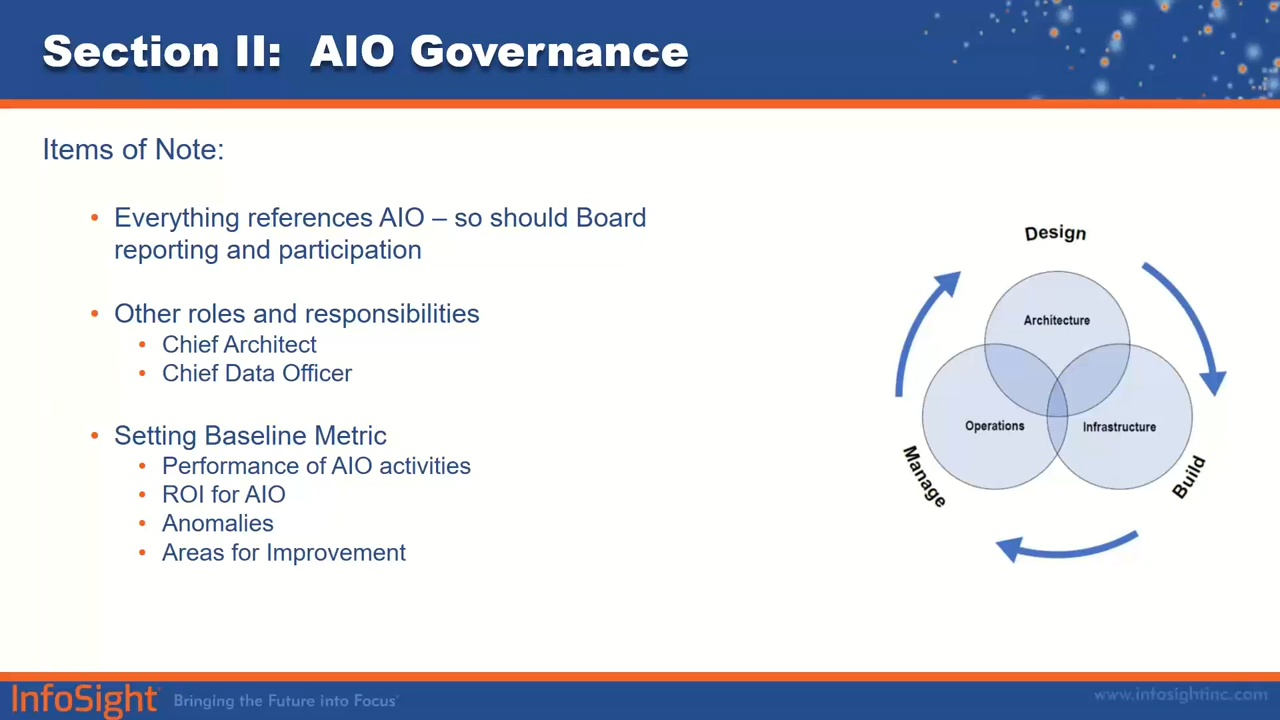 Section II: AIO Governance
Items of Note:
• Everything references AIO – so should Board
reporting and participation
• Other roles and responsibilities
• Chief Architect
• Chief Data Officer
• Setting Baseline Metric
• Performance of AIO activities
• ROI for AIO
• Anomalies
• Areas for Improvement
Design
Architecture
Operations
Infrastructure
Manage
Build
InfoSight
Bringing the Future into Focus
www.infosightinc.com